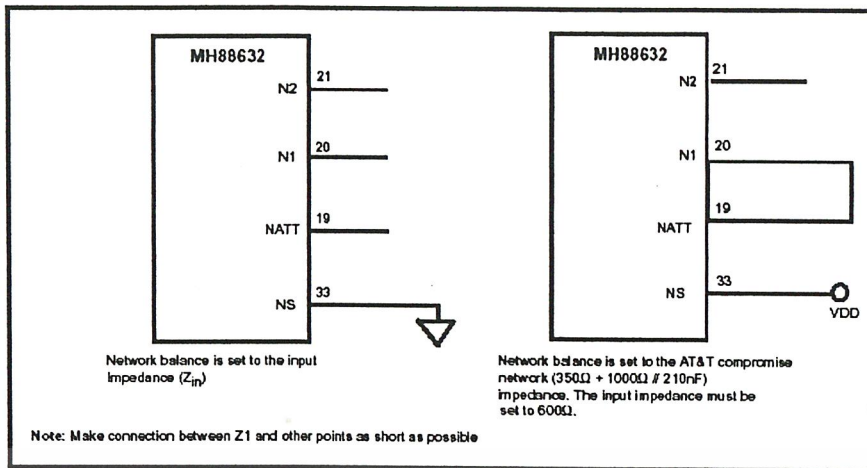 MH88632
N2
21
N1
20
NATT
19
NS
33
Network balance is set to the input
Impedance (Zin)
MH88632
N2
21
N1
20
NATT
19
NS
33
VDD
Network balance is set to the AT&T compromise
network (350Ω + 1000Ω // 210nF)
impedance. The input impedance must be
set to 600Ω.
Note: Make connection between Z1 and other points as short as possible